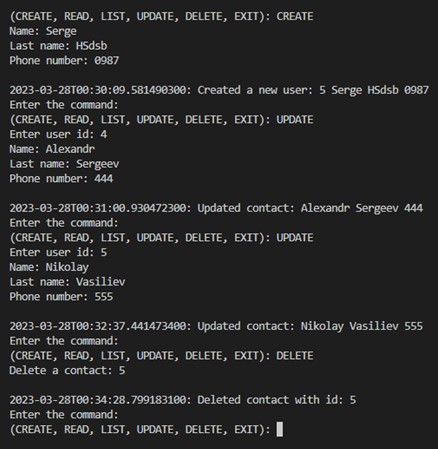 (CREATE, READ, LIST, UPDATE, DELETE, EXIT): CREATE
Name: Serge
Last name: HSdsb
Phone number: 0987
2023-03-28T00:30:09.581490300: Created a new user: 5 Serge HSdsb 0987
Enter the command:
(CREATE, READ, LIST, UPDATE, DELETE, EXIT): UPDATE
Enter user id: 4
Name: Alexandr
Last name: Sergeev
Phone number: 444
2023-03-28T00:31:00.930472300: Updated contact: Alexandr Sergeev 444
Enter the command:
(CREATE, READ, LIST, UPDATE, DELETE, EXIT): UPDATE
Enter user id: 5
Name: Nikolay
Last name: Vasiliev
Phone number: 555
2023-03-28T00:32:37.441473400: Updated contact: Nikolay Vasiliev 555
Enter the command:
(CREATE, READ, LIST, UPDATE, DELETE, EXIT): DELETE
Delete a contact: 5
2023-03-28T00:34:28.799183100: Deleted contact with id: 5
Enter the command:
(CREATE, READ, LIST, UPDATE, DELETE, EXIT):